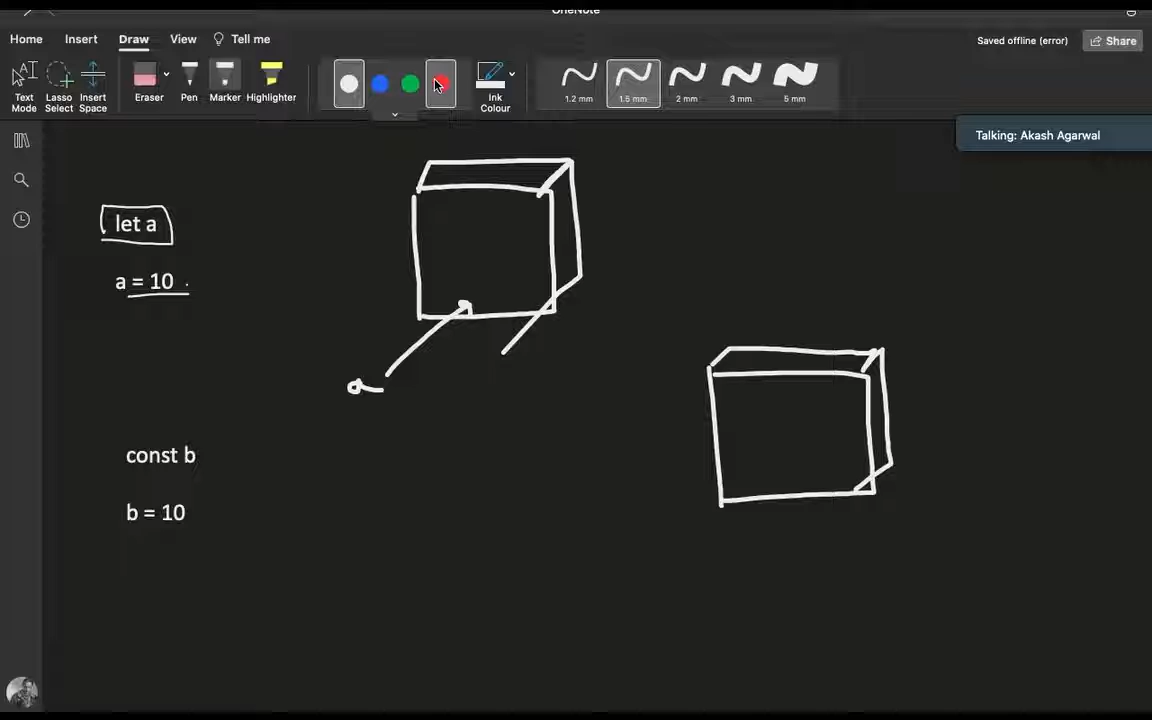 OneNote
Home Insert Draw View Tell me
Saved offline (error) Share
Text Mode
Lasso Select
Insert Space
Eraser
Pen
Marker
Highlighter
Ink Colour
1.2 mm
1.5 mm
2 mm
3 mm
5 mm
Talking: Akash Agarwal
let a
a = 10
a
const b
b = 10